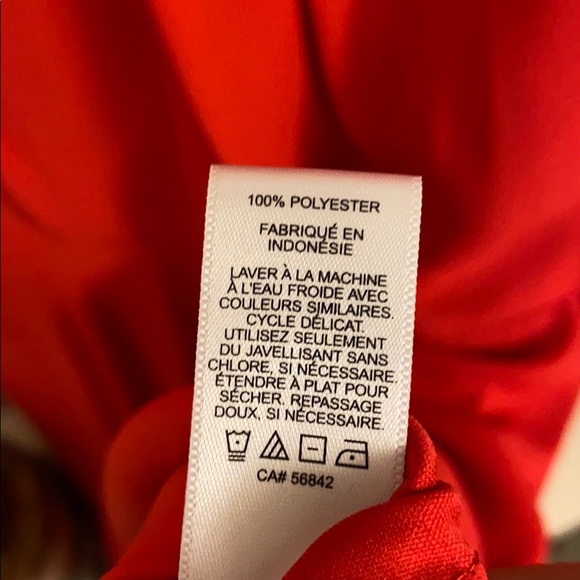 100% POLYESTER
FABRIQUÉ EN
INDONÉSIE
LAVER À LA MACHINE
À L'EAU FROIDE AVEC
COULEURS SIMILAIRES.
CYCLE DÉLICAT.
UTILISEZ SEULEMENT
DU JAVELLISANT SANS
CHLORE, SI NÉCESSAIRE.
ÉTENDRE À PLAT POUR
SÉCHER. REPASSAGE
DOUX, SI NÉCESSAIRE.
CA# 56842